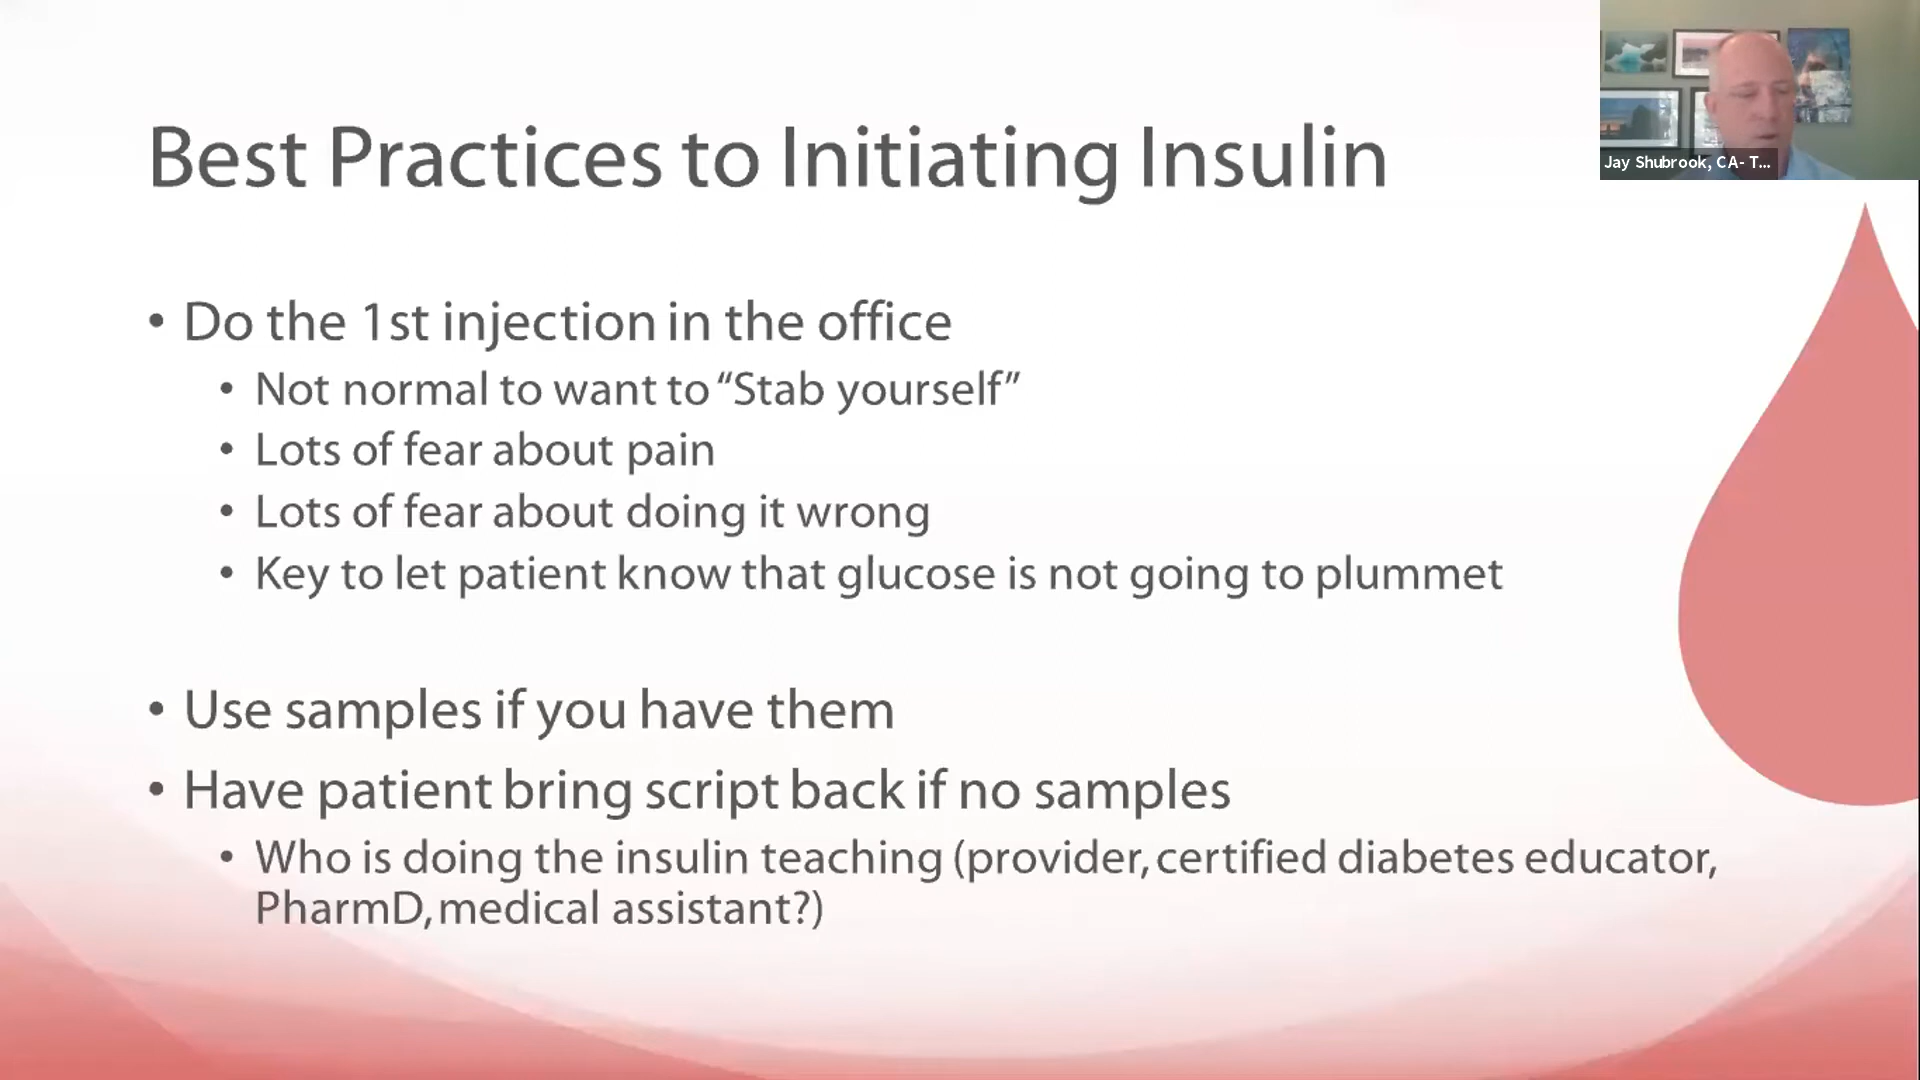 Jay Shubrook, CA- T...
Best Practices to Initiating Insulin
• Do the 1st injection in the office
• Not normal to want to “Stab yourself”
• Lots of fear about pain
• Lots of fear about doing it wrong
• Key to let patient know that glucose is not going to plummet
• Use samples if you have them
• Have patient bring script back if no samples
• Who is doing the insulin teaching (provider, certified diabetes educator,
PharmD, medical assistant?)